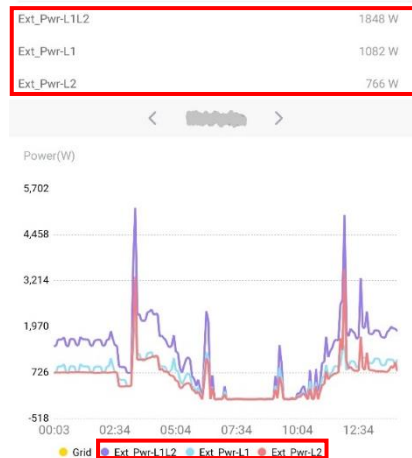 Ext_Pwr-L1L2 1848 W
Ext_Pwr-L1 1082 W
Ext_Pwr-L2 766 W
< >
Power(W)
5,702
4,458
3,214
1,970
726
-518
00:03 02:34 05:04 07:34 10:04 12:34
Grid Ext_Pwr-L1L2 Ext_Pwr-L1 Ext_Pwr-L2